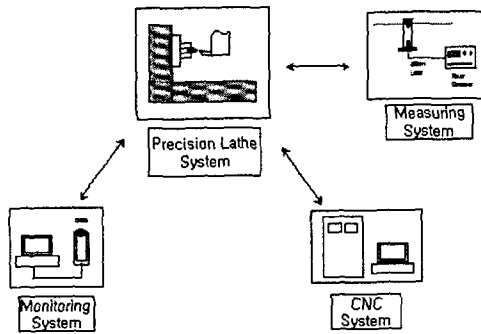 Precision Lathe
System
Measuring
System
Monitoring
System
CNC
System